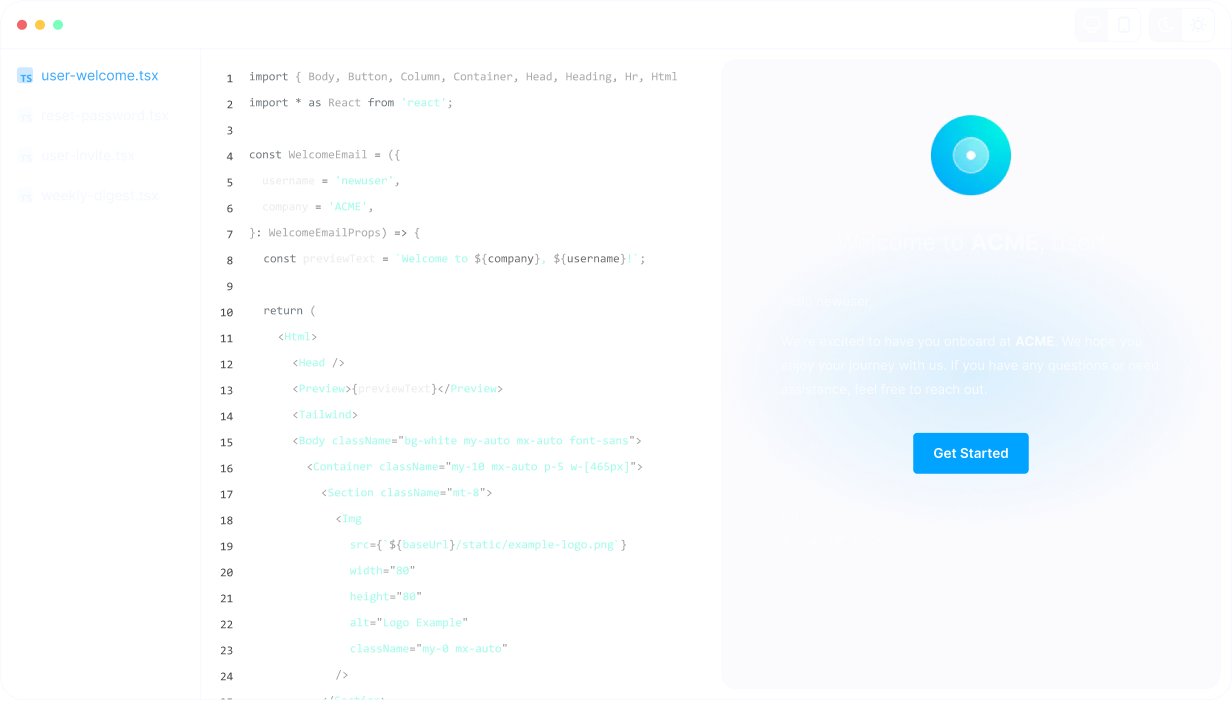 user-welcome.tsx
reset-password.tsx
user-invite.tsx
weekly-digest.tsx
1 import { Body, Button, Column, Container, Head, Heading, Hr, Html
2 import * as React from 'react';
3
4 const WelcomeEmail = ({
5 username = 'newuser',
6 company = 'ACME',
7 }: WelcomeEmailProps) => {
8 const previewText = `Welcome to ${company}, ${username}!`;
9
10 return (
11 <Html>
12 <Head />
13 <Preview>{previewText}</Preview>
14 <Tailwind>
15 <Body className="bg-white my-auto mx-auto font-sans">
16 <Container className="my-10 mx-auto p-5 w-[465px]">
17 <Section className="mt-8">
18 <Img
19 src={`${baseUrl}/static/example-logo.png`}
20 width="80"
21 height="80"
22 alt="Logo Example"
23 className="my-0 mx-auto"
24 />
</Section>
Welcome to ACME,
We're excited to have you onboard at ACME. We hope you
enjoy your journey with us. If you have any questions or need
assistance, feel free to reach out.
Get Started